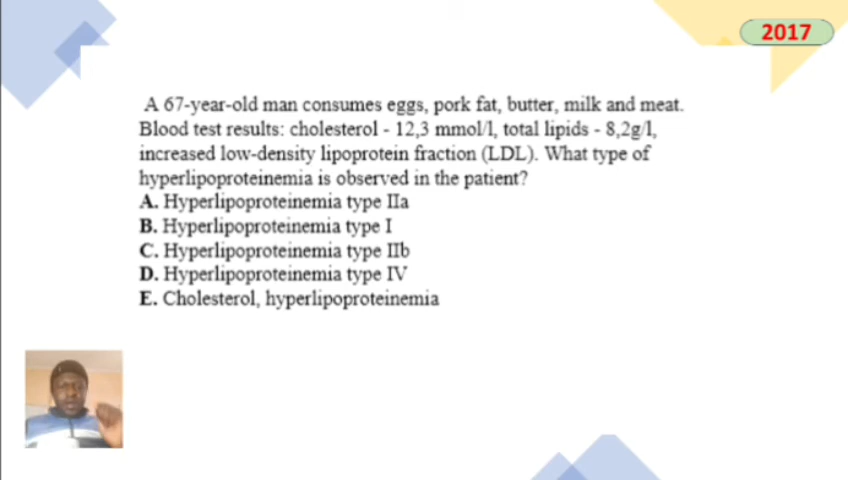 2017
A 67-year-old man consumes eggs, pork fat, butter, milk and meat.
Blood test results: cholesterol - 12,3 mmol/l, total lipids - 8,2g/l,
increased low-density lipoprotein fraction (LDL). What type of
hyperlipoproteinemia is observed in the patient?
A. Hyperlipoproteinemia type IIa
B. Hyperlipoproteinemia type I
C. Hyperlipoproteinemia type IIb
D. Hyperlipoproteinemia type IV
E. Cholesterol, hyperlipoproteinemia